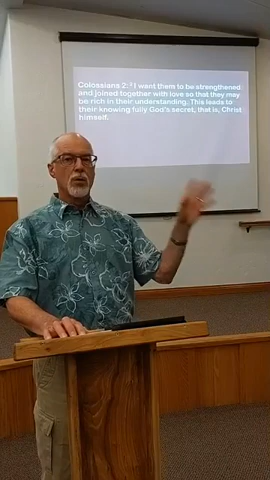 Colossians 2: ² I want them to be strengthened
and joined together with love so that they may
be rich in their understanding. This leads to
their knowing fully God's secret, that is, Christ
himself.